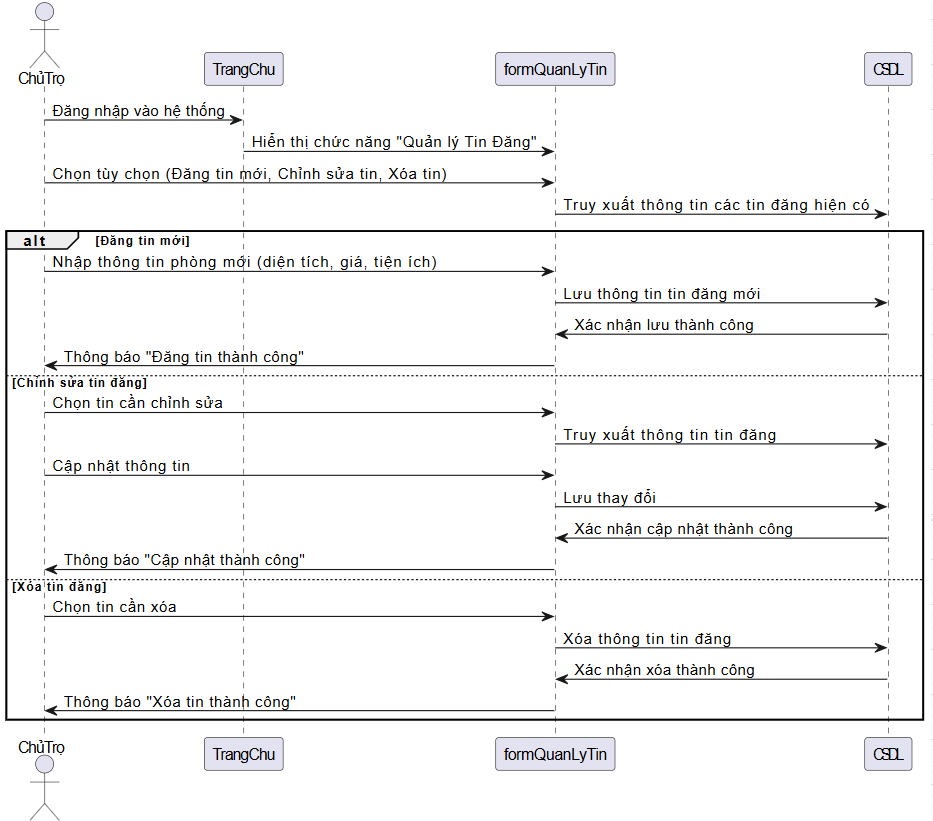 ChủTrọ
TrangChu
formQuanLyTin
CSDL
Đăng nhập vào hệ thống
Hiển thị chức năng "Quản lý Tin Đăng"
Chọn tùy chọn (Đăng tin mới, Chỉnh sửa tin, Xóa tin)
Truy xuất thông tin các tin đăng hiện có
alt [Đăng tin mới]
Nhập thông tin phòng mới (diện tích, giá, tiện ích)
Lưu thông tin tin đăng mới
Xác nhận lưu thành công
Thông báo "Đăng tin thành công"
[Chỉnh sửa tin đăng]
Chọn tin cần chỉnh sửa
Truy xuất thông tin tin đăng
Cập nhật thông tin
Lưu thay đổi
Xác nhận cập nhật thành công
Thông báo "Cập nhật thành công"
[Xóa tin đăng]
Chọn tin cần xóa
Xóa thông tin tin đăng
Xác nhận xóa thành công
Thông báo "Xóa tin thành công"
ChủTrọ
TrangChu
formQuanLyTin
CSDL